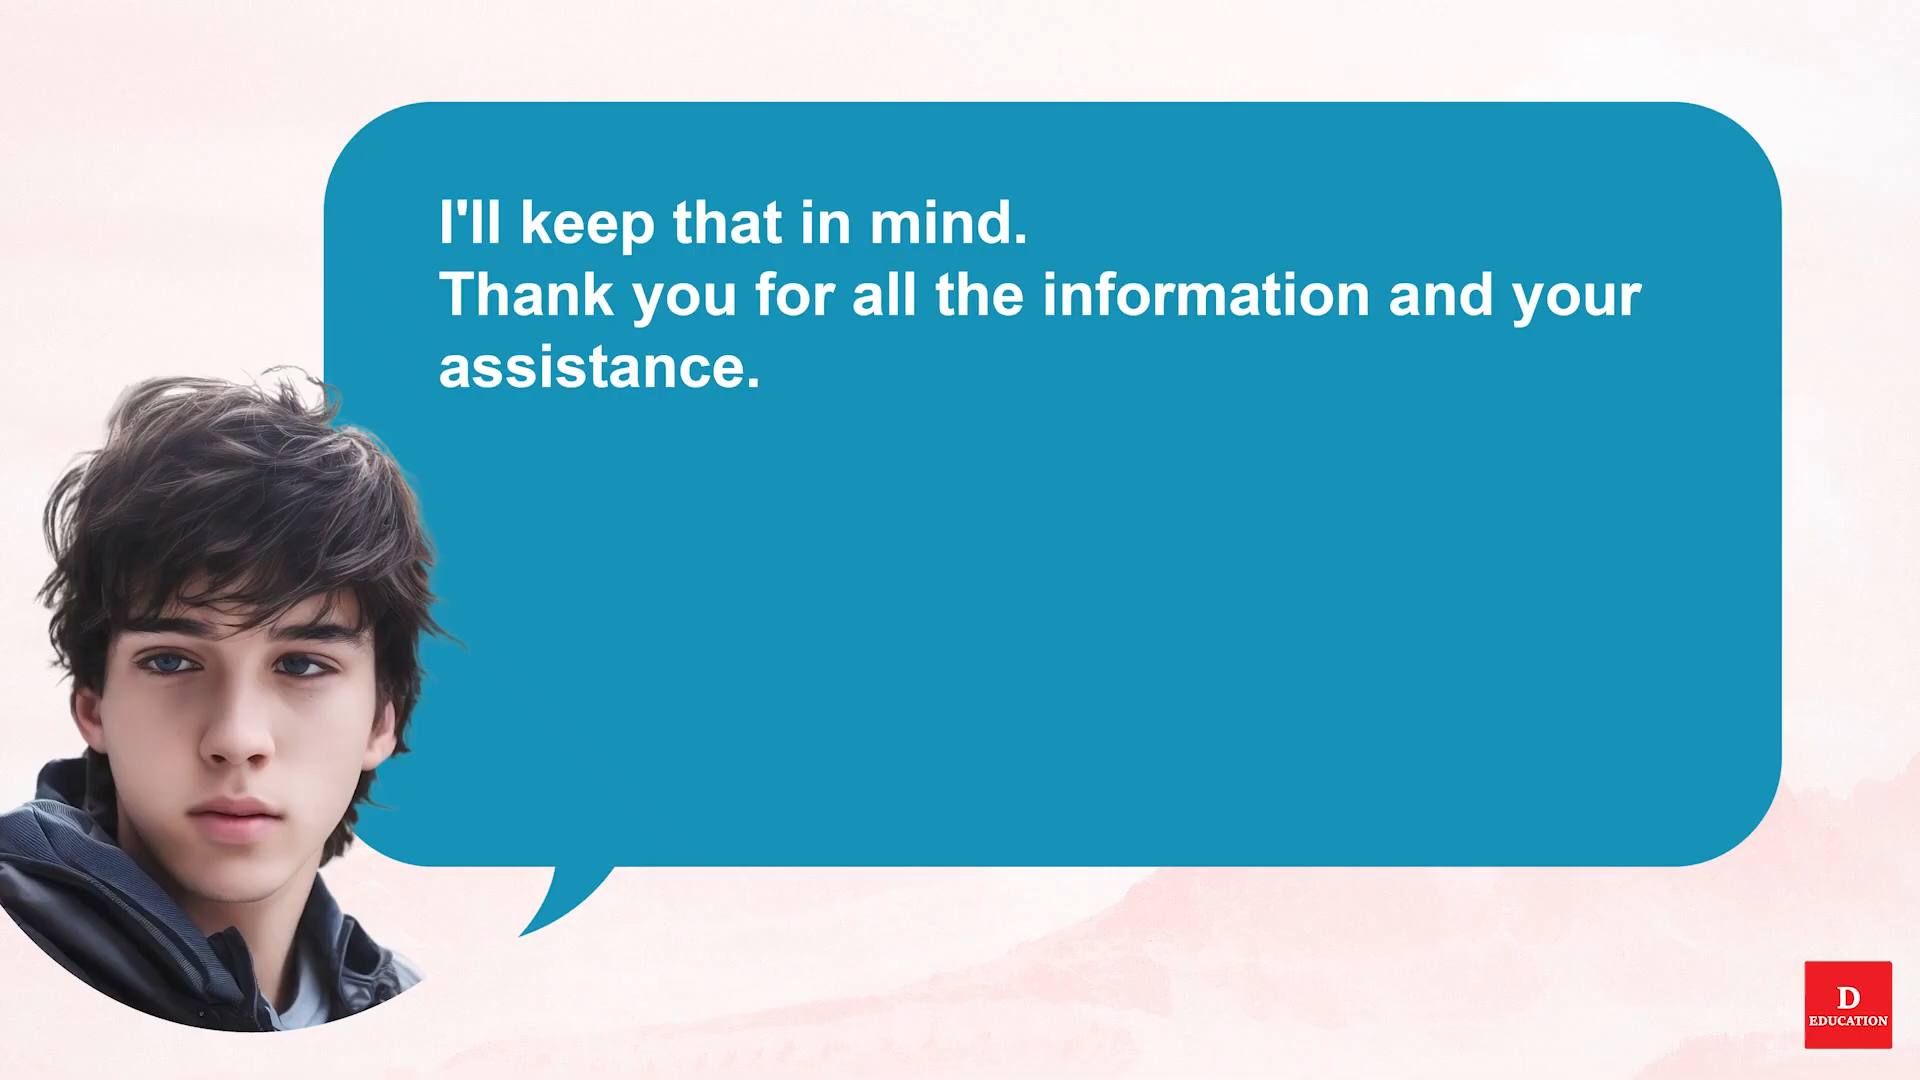 I'll keep that in mind.
Thank you for all the information and your
assistance.
D
EDUCATION